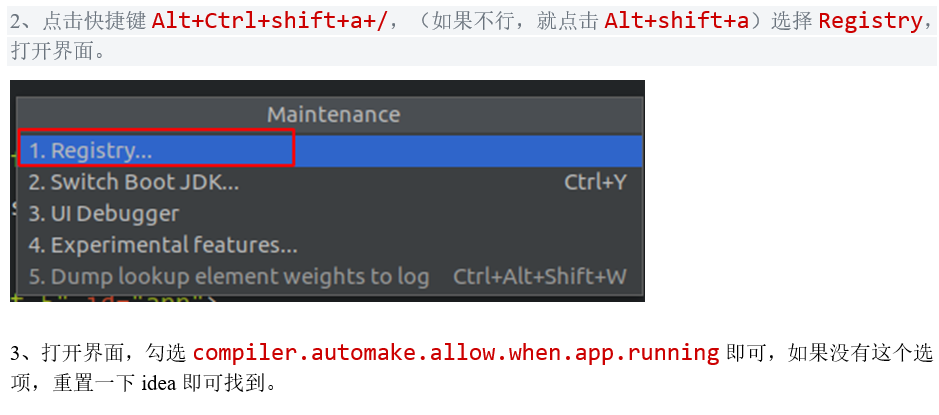 2、点击快捷键 Alt+Ctrl+shift+a+/，（如果不行，就点击 Alt+shift+a）选择 Registry，
打开界面。
Maintenance
1. Registry...
2. Switch Boot JDK... Ctrl+Y
3. UI Debugger
4. Experimental features...
5. Dump lookup element weights to log Ctrl+Alt+Shift+W
3、打开界面，勾选 compiler.automake.allow.when.app.running 即可，如果没有这个选
项，重置一下 idea 即可找到。